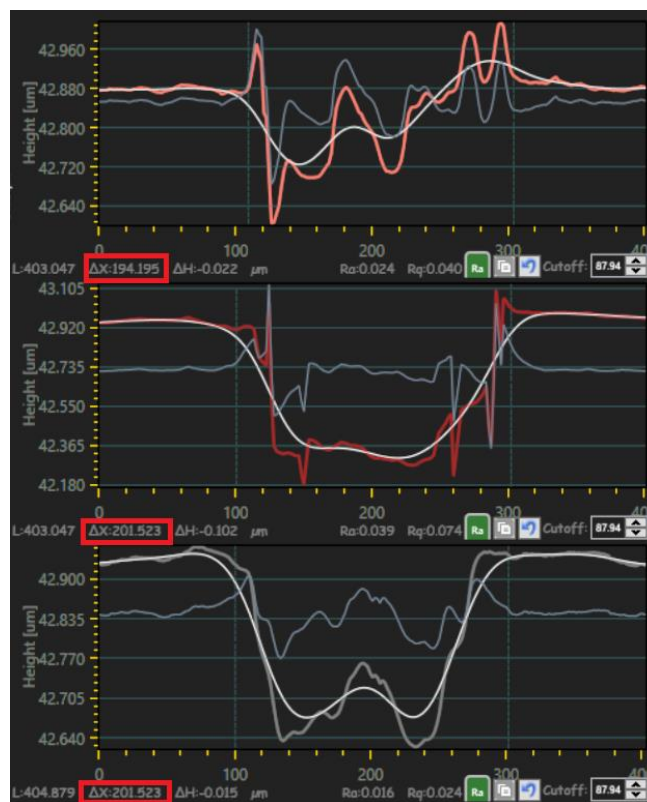 Height [um]
42.960
42.880
42.800
42.720
42.640
0 100 200 300 400
L:403.047 ΔX:194.195 ΔH:-0.022 μm Ra:0.024 Rq:0.040 Ra Cutoff: 87.94
Height [um]
43.105
42.920
42.735
42.550
42.365
42.180
0 100 200 300 400
L:403.047 ΔX:201.523 ΔH:-0.102 μm Ra:0.039 Rq:0.074 Ra Cutoff: 87.94
Height [um]
42.900
42.835
42.770
42.705
42.640
0 100 200 300 400
L:404.879 ΔX:201.523 ΔH:-0.015 μm Ra:0.016 Rq:0.024 Ra Cutoff: 87.94